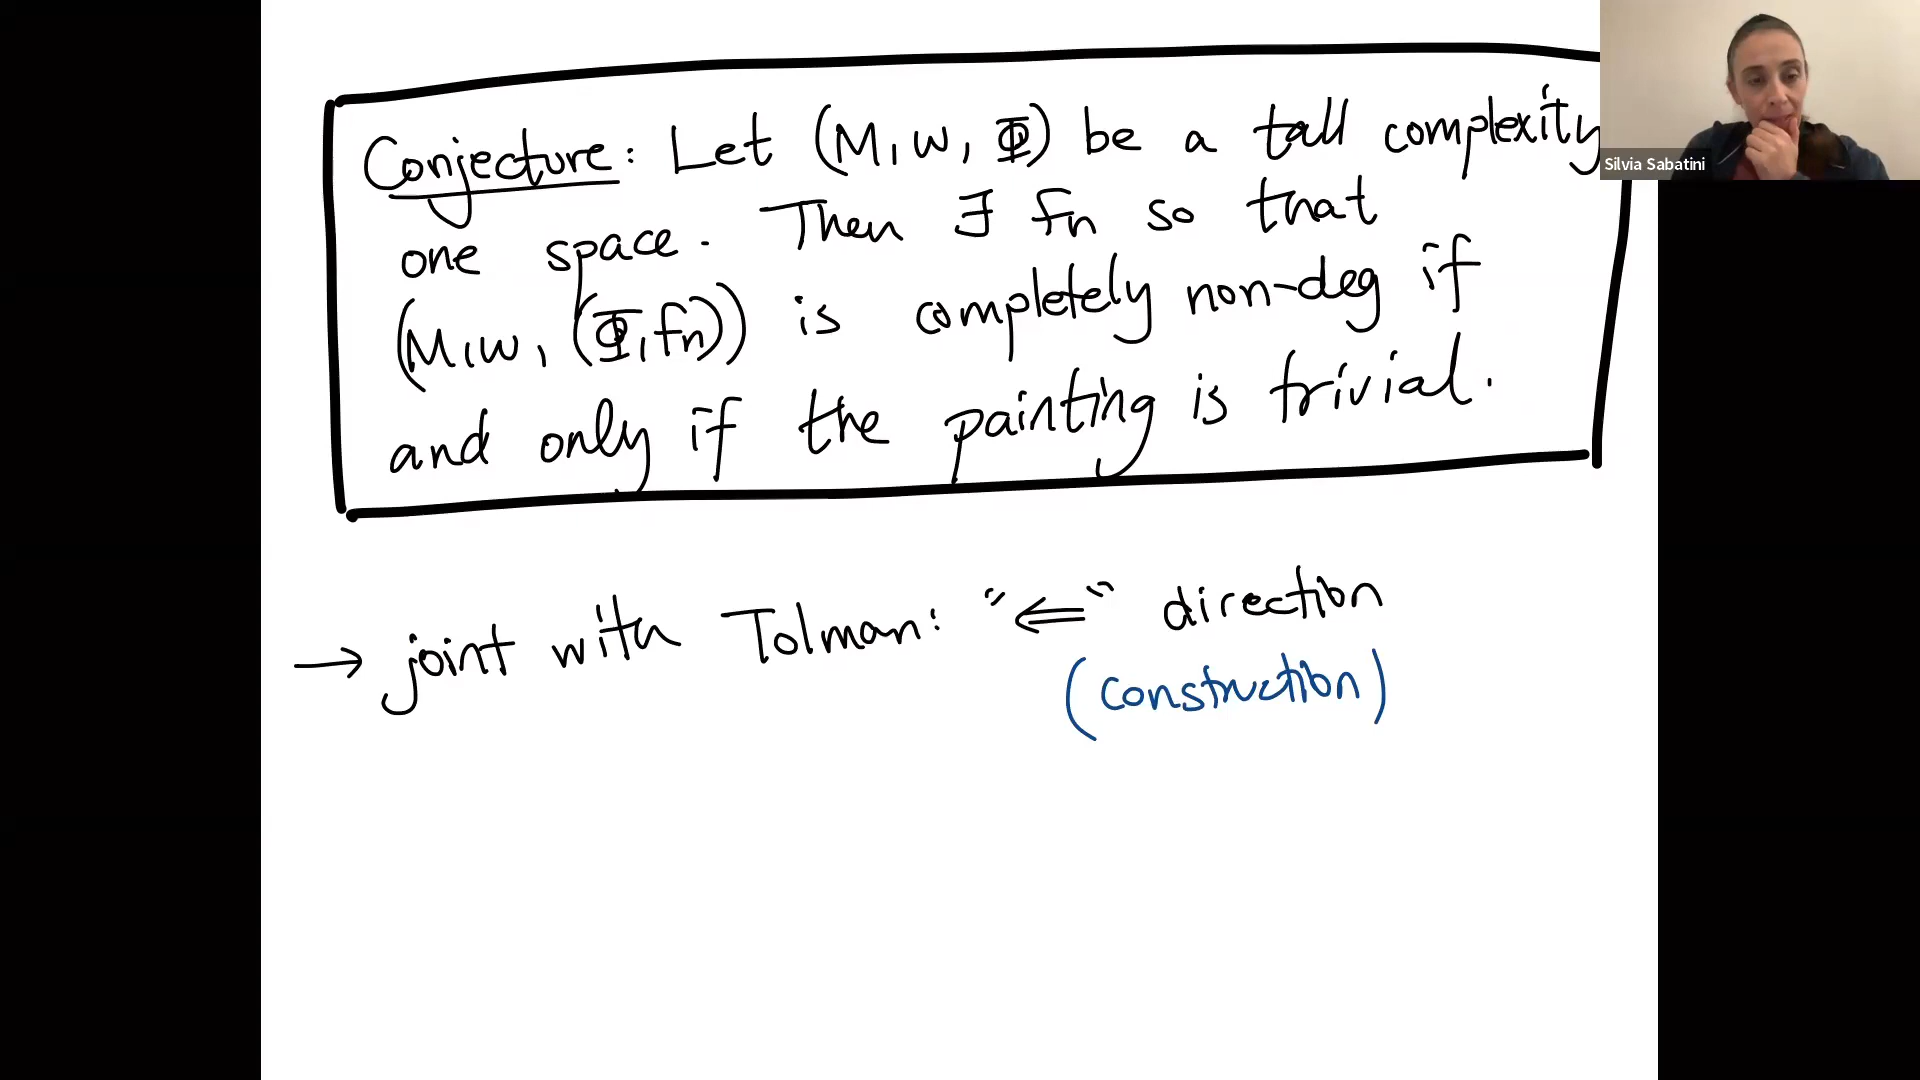 Conjecture: Let (M, ω, Φ) be a tall complexity
one space. Then ∃ fn so that
(M, ω, (Φ, fn)) is completely non-deg if
and only if the painting is trivial.
→ joint with Tolman: "⇐" direction
(construction)
Silvia Sabatini